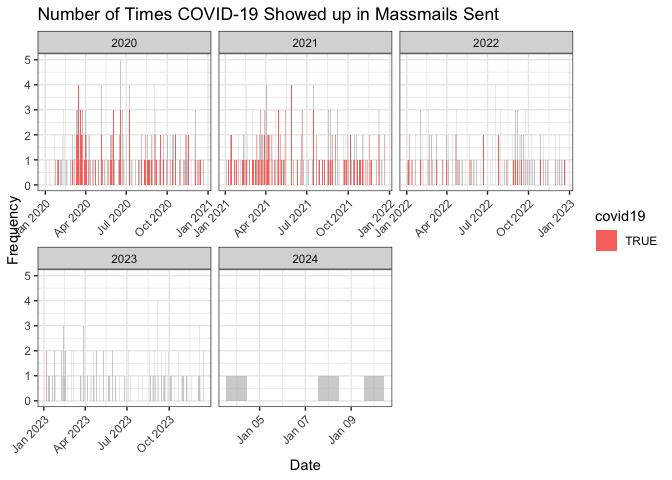 Number of Times COVID-19 Showed up in Massmails Sent
2020
2021
2022
5
4
3
2
1
0
Jan 2020
Apr 2020
Jul 2020
Oct 2020
Jan 2021
Jan 2021
Apr 2021
Jul 2021
Oct 2021
Jan 2022
Jan 2022
Apr 2022
Jul 2022
Oct 2022
Jan 2023
Frequency
covid19
TRUE
2023
2024
5
4
3
2
1
0
Jan 2023
Apr 2023
Jul 2023
Oct 2023
Jan 05
Jan 07
Jan 09
Date